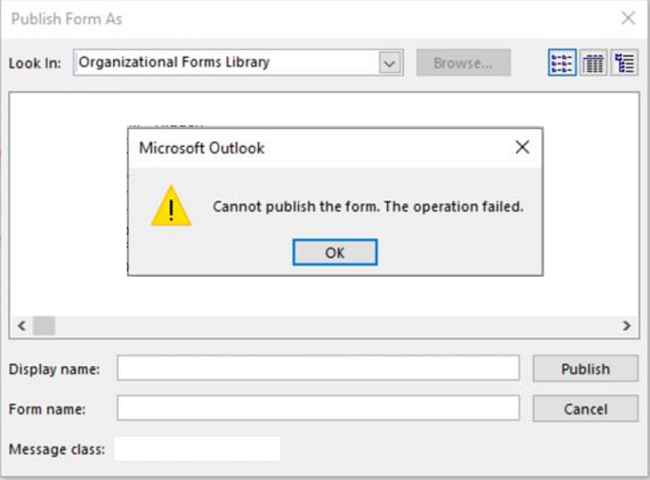 Publish Form As
Look In: Organizational Forms Library Browse...
Microsoft Outlook
Cannot publish the form. The operation failed.
OK
Display name: Publish
Form name: Cancel
Message class: